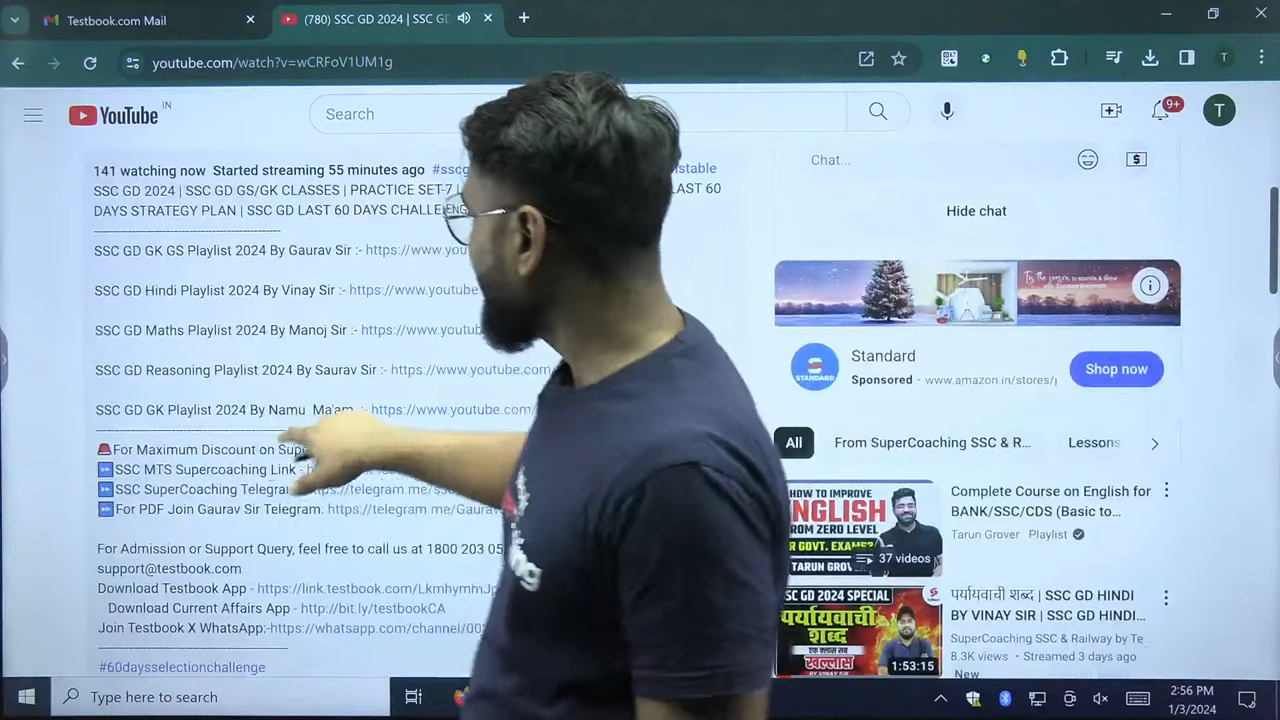 Testbook.com Mail
(780) SSC GD 2024 | SSC GD
youtube.com/watch?v=wCRFoV1UM1g
T
YouTube IN
Search
9+
T
141 watching now Started streaming 55 minutes ago
SSC GD 2024 | SSC GD GS/GK CLASSES | PRACTICE SET-7 | LAST 60
DAYS STRATEGY PLAN | SSC GD LAST 60 DAYS
SSC GD GK GS Playlist 2024 By Gaurav Sir :- https://www.you
SSC GD Hindi Playlist 2024 By Vinay Sir :- https://www.youtube
SSC GD Maths Playlist 2024 By Manoj Sir :- https://www.youtub
SSC GD Reasoning Playlist 2024 By Saurav Sir :- https://www.youtube.com
SSC GD GK Playlist 2024 By Namu Ma'am :- https://www.youtube.com/
For Maximum Discount on
SSC MTS Supercoaching Link -
SSC SuperCoaching
For PDF Join Gaurav Sir Telegram: https://telegram.me/Gaurav
For Admission or Support Query, feel free to call us at 1800 203 05
support@testbook.com
Download Testbook App - https://link.testbook.com/LkmhymmJ
Download Current Affairs App - http://bit.ly/testbookCA
Join Testbook X WhatsApp:-https://whatsapp.com/channel/00
#60daysselectionchallenge
Chat...
Hide chat
Standard
Sponsored · www.amazon.in/stores/
STANDARD
Shop now
All From SuperCoaching SSC & R... Lessons
HOW TO IMPROVE
ENGLISH
FROM ZERO LEVEL
37 videos
Complete Course on English for
BANK/SSC/CDS (Basic to...
Tarun Grover Playlist
SSC GD 2024 SPECIAL
पर्यायवाची
शब्द
एक क्लास सब
खल्लास
BY VINAY SIR
1:53:15
पर्यायवाची शब्द | SSC GD HINDI
BY VINAY SIR | SSC GD HINDI...
SuperCoaching SSC & Railway by Te...
8.3K views • Streamed 3 days ago
New
Type here to search
2:56 PM
1/3/2024